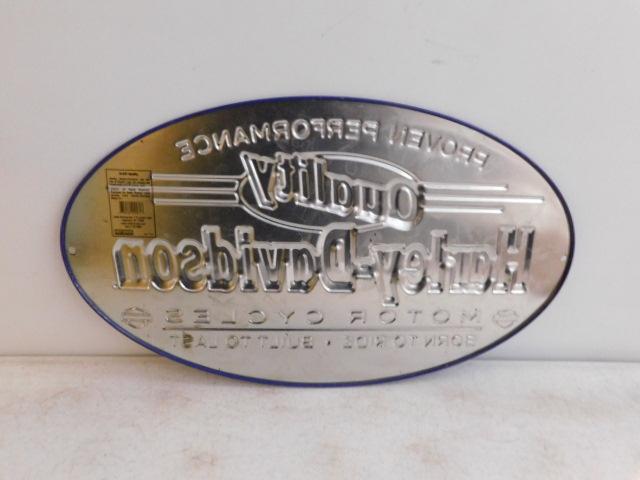 PROVEN PERFORMANCE
Quality
Harley-Davidson
MOTOR CYCLES
BORN TO RIDE • BUILT TO LAST